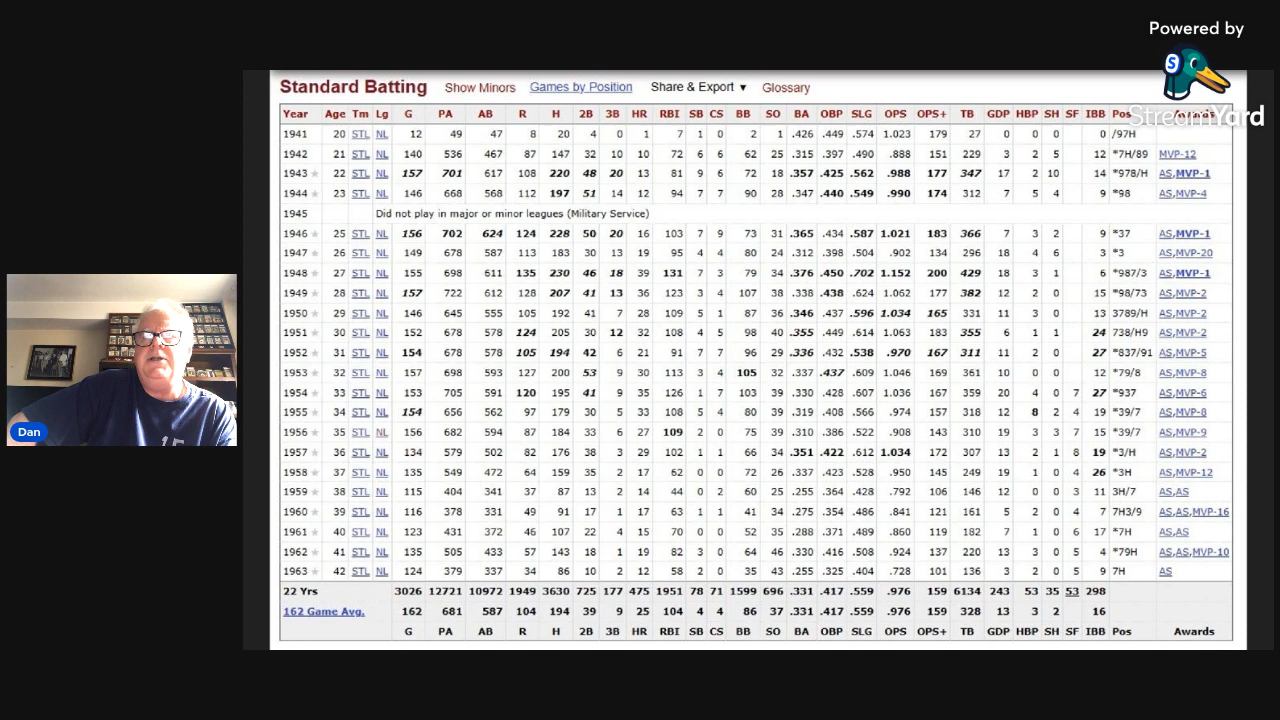 Powered by
StreamYard
Standard Batting Show Minors Games by Position Share & Export ▼ Glossary
Year Age Tm Lg G PA AB R H 2B 3B HR RBI SB CS BB SO BA OBP SLG OPS OPS+ TB GDP HBP SH SF IBB Pos Awards
1941 20 STL NL 12 49 47 8 20 4 0 1 7 1 0 2 1 .426 .449 .574 1.023 179 27 0 0 0 0 /97H
1942 21 STL NL 140 536 467 87 147 32 10 10 72 6 6 62 25 .315 .397 .490 .888 151 229 3 2 5 12 *7H/89 MVP-12
1943 ★ 22 STL NL 157 701 617 108 220 48 20 13 81 9 6 72 18 .357 .425 .562 .988 177 347 17 2 10 14 *978/H AS,MVP-1
1944 ★ 23 STL NL 146 668 568 112 197 51 14 12 94 7 7 90 28 .347 .440 .549 .990 174 312 7 5 4 9 *98 AS,MVP-4
1945 Did not play in major or minor leagues (Military Service)
1946 ★ 25 STL NL 156 702 624 124 228 50 20 16 103 7 9 73 31 .365 .434 .587 1.021 183 366 7 3 2 9 *37 AS,MVP-1
1947 ★ 26 STL NL 149 678 587 113 183 30 13 19 95 4 4 80 24 .312 .398 .504 .902 134 296 18 4 6 3 *3 AS,MVP-20
1948 ★ 27 STL NL 155 698 611 135 230 46 18 39 131 7 3 79 34 .376 .450 .702 1.152 200 429 18 3 1 6 *987/3 AS,MVP-1
1949 ★ 28 STL NL 157 722 612 128 207 41 13 36 123 3 4 107 38 .338 .438 .624 1.062 177 382 12 2 0 15 *98/73 AS,MVP-2
1950 ★ 29 STL NL 146 645 555 105 192 41 7 28 109 5 1 87 36 .346 .437 .596 1.034 165 331 11 3 0 13 3789/H AS,MVP-2
1951 ★ 30 STL NL 152 678 578 124 205 30 12 32 108 4 5 98 40 .355 .449 .614 1.063 183 355 6 3 1 24 738/H9 AS,MVP-2
1952 ★ 31 STL NL 154 678 578 105 194 42 6 21 91 7 7 96 29 .336 .432 .538 .970 167 311 11 3 0 27 *837/91 AS,MVP-5
1953 ★ 32 STL NL 157 698 593 127 200 53 9 30 113 3 4 105 32 .337 .437 .609 1.046 169 361 10 0 0 12 *79/8 AS,MVP-8
1954 ★ 33 STL NL 153 705 591 120 195 41 9 35 126 1 7 103 39 .330 .428 .607 1.036 167 359 20 4 0 7 27 *937 AS,MVP-6
1955 ★ 34 STL NL 154 656 562 97 179 30 5 33 108 5 4 80 39 .319 .408 .566 .974 157 318 12 8 2 4 19 *39/7 AS,MVP-8
1956 ★ 35 STL NL 156 682 594 87 184 33 6 27 109 2 0 75 39 .310 .386 .522 .908 143 310 19 3 3 7 15 *39/7 AS,MVP-9
1957 ★ 36 STL NL 134 579 502 82 176 38 3 29 102 1 1 66 34 .351 .422 .612 1.034 172 307 13 2 1 8 19 *3/H AS,MVP-2
1958 ★ 37 STL NL 135 549 472 64 159 35 2 17 62 0 0 72 26 .337 .423 .528 .950 145 249 19 1 0 4 26 *3H AS,MVP-12
1959 ★ 38 STL NL 115 404 341 37 87 13 2 14 44 0 2 60 25 .255 .364 .428 .792 106 146 12 0 0 3 11 3H/7 AS,AS
1960 ★ 39 STL NL 116 378 331 49 91 17 1 17 63 1 1 41 34 .275 .354 .486 .841 121 161 5 2 0 4 7 7H3/9 AS,AS,MVP-16
1961 ★ 40 STL NL 123 431 372 46 107 22 4 15 70 0 0 52 35 .288 .371 .489 .860 119 182 7 1 0 6 17 *7H AS,AS
1962 ★ 41 STL NL 135 505 433 57 143 18 1 19 82 3 0 64 46 .330 .416 .508 .924 137 220 13 3 0 5 4 *79H AS,AS,MVP-10
1963 ★ 42 STL NL 124 379 337 34 86 10 2 12 58 2 0 35 43 .255 .325 .404 .728 101 136 3 2 0 5 9 7H AS
22 Yrs 3026 12721 10972 1949 3630 725 177 475 1951 78 71 1599 696 .331 .417 .559 .976 159 6134 243 53 35 53 298
162 Game Avg. 162 681 587 104 194 39 9 25 104 4 4 86 37 .331 .417 .559 .976 159 328 13 3 2 16
G PA AB R H 2B 3B HR RBI SB CS BB SO BA OBP SLG OPS OPS+ TB GDP HBP SH SF IBB Pos Awards
Dan